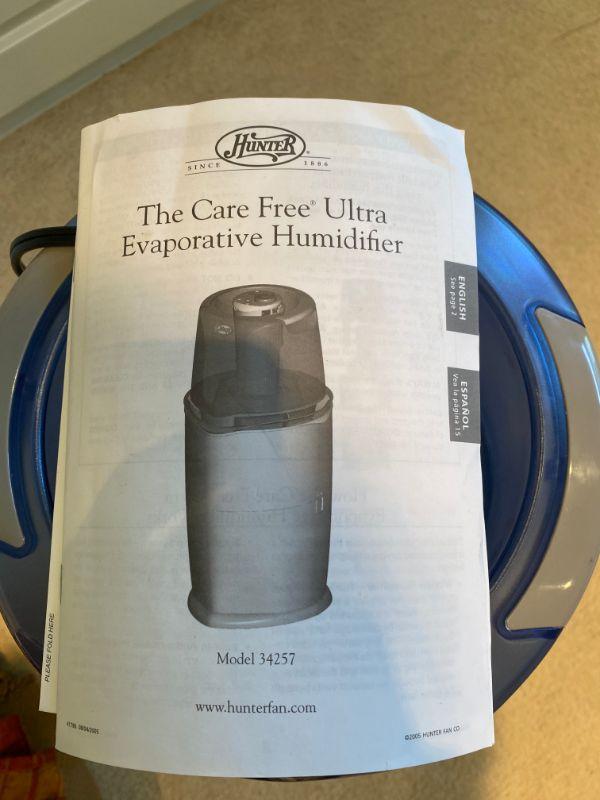 HUNTER®
SINCE 1886
The Care Free® Ultra
Evaporative Humidifier
ENGLISH
See page 2
ESPAÑOL
Vea la página 15
Model 34257
www.hunterfan.com
PLEASE FOLD HERE
©2005 HUNTER FAN CO